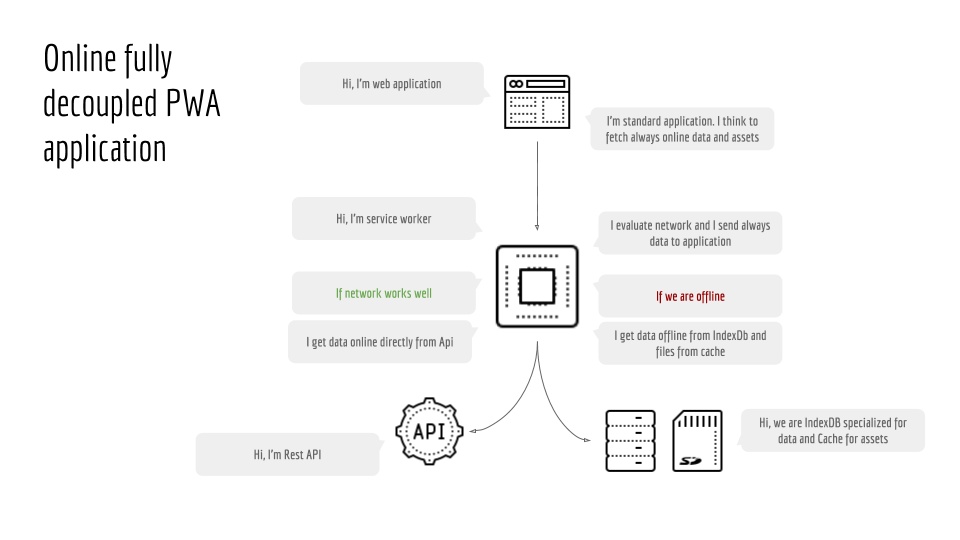 Online fully
decoupled PWA
application
Hi, I'm web application
I'm standard application. I think to
fetch always online data and assets
Hi, I'm service worker
I evaluate network and I send always
data to application
If network works well
If we are offline
I get data online directly from Api
I get data offline from IndexDb and
files from cache
API
Hi, I'm Rest API
SD
Hi, we are IndexDB specialized for
data and Cache for assets